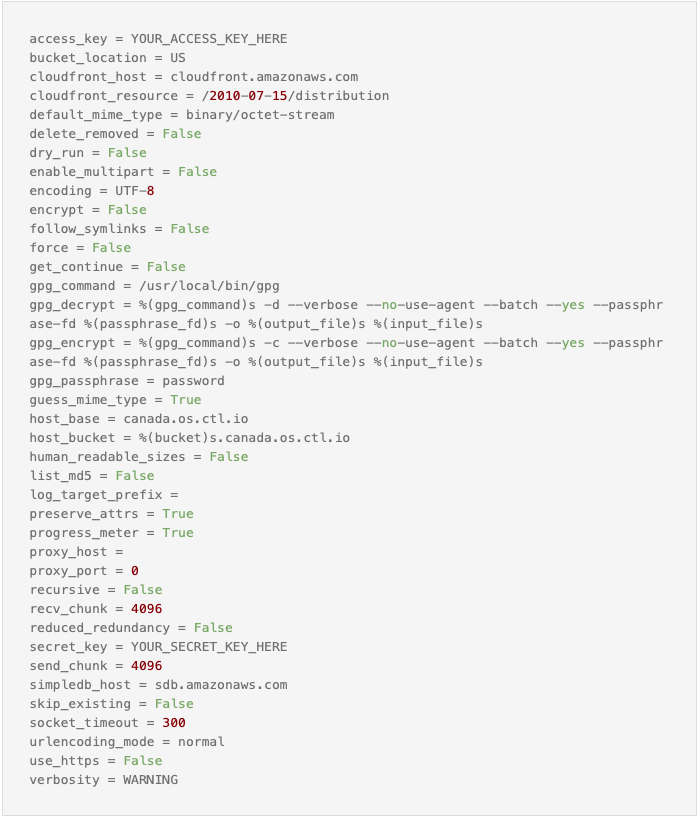 access_key = YOUR_ACCESS_KEY_HERE
bucket_location = US
cloudfront_host = cloudfront.amazonaws.com
cloudfront_resource = /2010-07-15/distribution
default_mime_type = binary/octet-stream
delete_removed = False
dry_run = False
enable_multipart = False
encoding = UTF-8
encrypt = False
follow_symlinks = False
force = False
get_continue = False
gpg_command = /usr/local/bin/gpg
gpg_decrypt = %(gpg_command)s -d --verbose --no-use-agent --batch --yes --passphr
ase-fd %(passphrase_fd)s -o %(output_file)s %(input_file)s
gpg_encrypt = %(gpg_command)s -c --verbose --no-use-agent --batch --yes --passphr
ase-fd %(passphrase_fd)s -o %(output_file)s %(input_file)s
gpg_passphrase = password
guess_mime_type = True
host_base = canada.os.ctl.io
host_bucket = %(bucket)s.canada.os.ctl.io
human_readable_sizes = False
list_md5 = False
log_target_prefix =
preserve_attrs = True
progress_meter = True
proxy_host =
proxy_port = 0
recursive = False
recv_chunk = 4096
reduced_redundancy = False
secret_key = YOUR_SECRET_KEY_HERE
send_chunk = 4096
simpledb_host = sdb.amazonaws.com
skip_existing = False
socket_timeout = 300
urlencoding_mode = normal
use_https = False
verbosity = WARNING